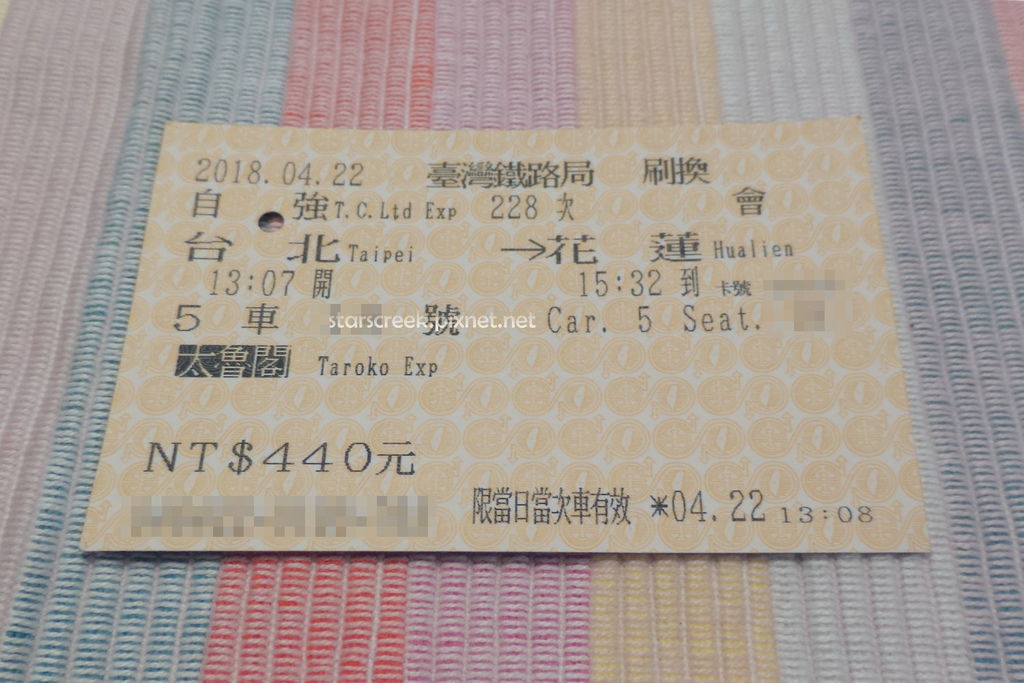 2018.04.22 臺灣鐵路局 刷換
自 強 T.C.Ltd Exp 228 次 會
台 北 Taipei →花 蓮 Hualien
13:07 開 15:32 到 卡號
5 車 號 Car. 5 Seat.
starscreek.pixnet.net
太魯閣 Taroko Exp
NT$440元
限當日當次車有效 *04.22 13:08